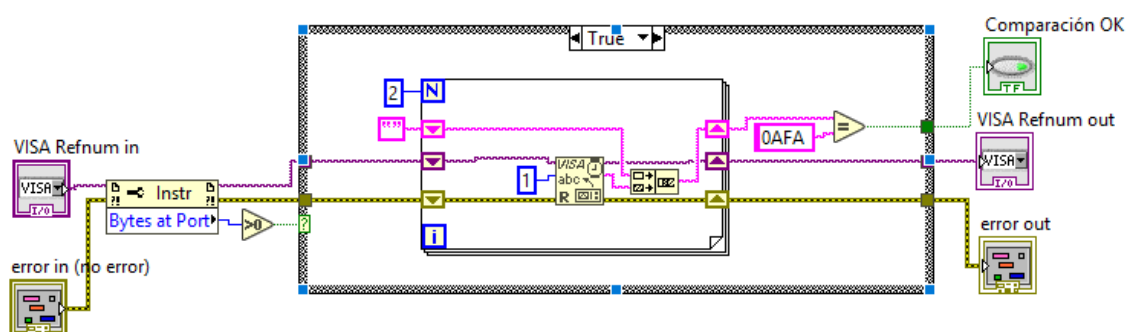 Comparación OK
True
TF
2
N
""
0AFA
=
VISA Refnum in
VISA Refnum out
VISA
I/O
Instr
Bytes at Port
>0
?
1
VISA
abc
R
VISA
I/O
i
error in (no error)
error out